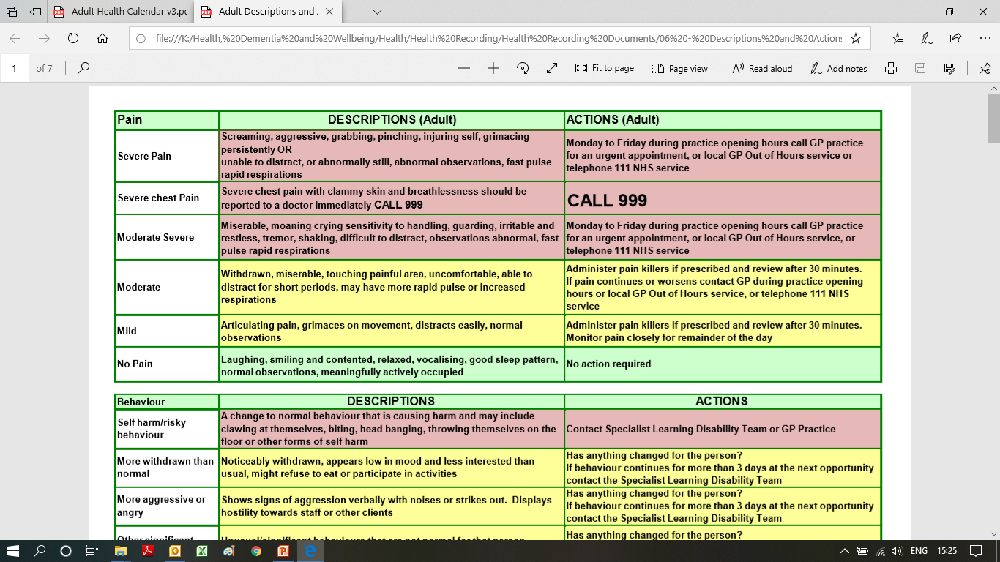 Adult Health Calendar v3.pc
Adult Descriptions and .
file:///K:/Health,%20Dementia%20and%20Wellbeing/Health/Health%20Recording/Health%20Recording%20Documents/06%20-%20Descriptions%20and%20Actions
1 of 7
Fit to page
Page view
Read aloud
Add notes
Pain DESCRIPTIONS (Adult) ACTIONS (Adult)
Severe Pain
Screaming, aggressive, grabbing, pinching, injuring self, grimacing
persistently OR
unable to distract, or abnormally still, abnormal observations, fast pulse
rapid respirations
Monday to Friday during practice opening hours call GP practice
for an urgent appointment, or local GP Out of Hours service or
telephone 111 NHS service
Severe chest Pain
Severe chest pain with clammy skin and breathlessness should be
reported to a doctor immediately CALL 999
CALL 999
Moderate Severe
Miserable, moaning crying sensitivity to handling, guarding, irritable and
restless, tremor, shaking, difficult to distract, observations abnormal, fast
pulse rapid respirations
Monday to Friday during practice opening hours call GP practice
for an urgent appointment, or local GP Out of Hours service, or
telephone 111 NHS service
Moderate
Withdrawn, miserable, touching painful area, uncomfortable, able to
distract for short periods, may have more rapid pulse or increased
respirations
Administer pain killers if prescribed and review after 30 minutes.
If pain continues or worsens contact GP during practice opening
hours or local GP Out of Hours service, or telephone 111 NHS
service
Mild
Articulating pain, grimaces on movement, distracts easily, normal
observations
Administer pain killers if prescribed and review after 30 minutes.
Monitor pain closely for remainder of the day
No Pain
Laughing, smiling and contented, relaxed, vocalising, good sleep pattern,
normal observations, meaningfully actively occupied
No action required
Behaviour DESCRIPTIONS ACTIONS
Self harm/risky
behaviour
A change to normal behaviour that is causing harm and may include
clawing at themselves, biting, head banging, throwing themselves on the
floor or other forms of self harm
Contact Specialist Learning Disability Team or GP Practice
More withdrawn than
normal
Noticeably withdrawn, appears low in mood and less interested than
usual, might refuse to eat or participate in activities
Has anything changed for the person?
If behaviour continues for more than 3 days at the next opportunity
contact the Specialist Learning Disability Team
More aggressive or
angry
Shows signs of aggression verbally with noises or strikes out. Displays
hostility towards staff or other clients
Has anything changed for the person?
If behaviour continues for more than 3 days at the next opportunity
contact the Specialist Learning Disability Team
Other significant
Unusual/significant behaviours that are not normal for that person
Has anything changed for the person?
ENG 15:25